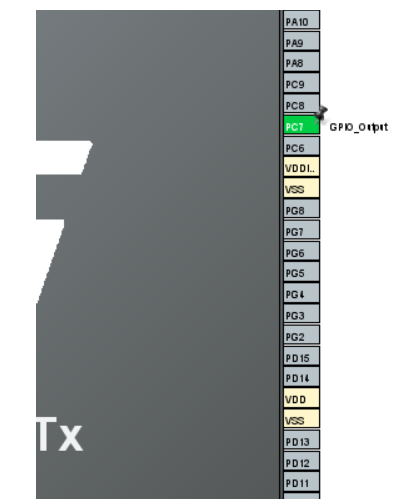 PA10
PA9
PA8
PC9
PC8
PC7 GPIO_Output
PC6
VDDI..
VSS
PG8
PG7
PG6
PG5
PG4
PG3
PG2
PD15
PD14
VDD
VSS
PD13
PD12
PD11
Tx